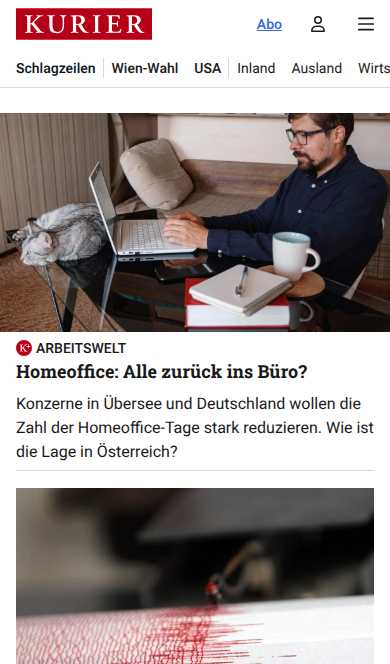 KURIER
Abo
Schlagzeilen
Wien-Wahl
USA
Inland
Ausland
Wirts
K+ ARBEITSWELT
Homeoffice: Alle zurück ins Büro?
Konzerne in Übersee und Deutschland wollen die
Zahl der Homeoffice-Tage stark reduzieren. Wie ist
die Lage in Österreich?